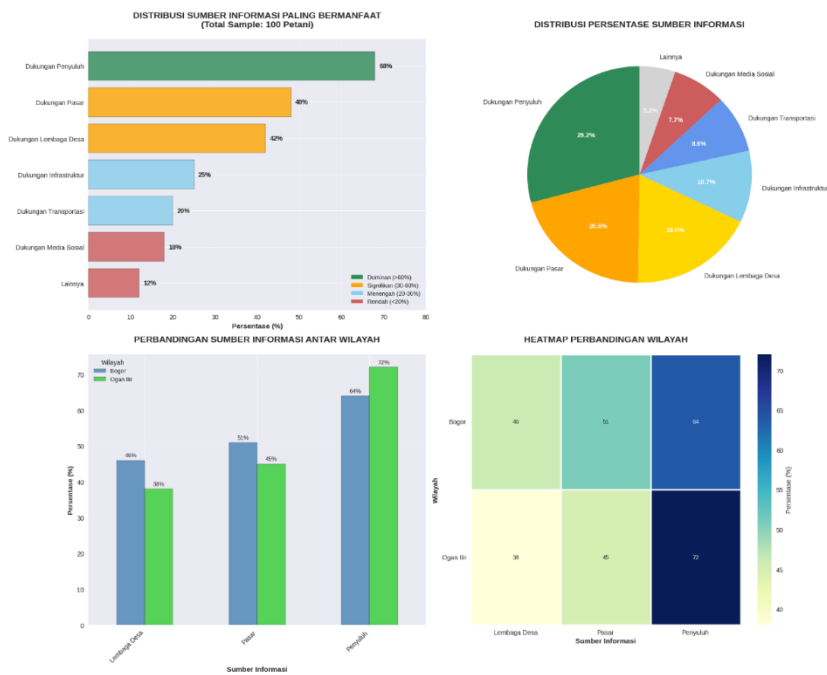 DISTRIBUSI SUMBER INFORMASI PALING BERMANFAAT
(Total Sample: 100 Petani)
Dukungan Penyuluh
68%
Dukungan Pasar
48%
Dukungan Lembaga Desa
42%
Dukungan Infrastruktur
25%
Dukungan Transportasi
20%
Dukungan Media Sosial
18%
Lainnya
12%
Dominan (>60%)
Signifikan (30-60%)
Menengah (20-30%)
Rendah (<20%)
0 10 20 30 40 50 60 70 80
Persentase (%)
DISTRIBUSI PERSENTASE SUMBER INFORMASI
Lainnya
Dukungan Media Sosial
Dukungan Transportasi
Dukungan Infrastruktur
Dukungan Lembaga Desa
Dukungan Pasar
Dukungan Penyuluh
7.7%
8.6%
10.7%
20.6%
29.2%
PERBANDINGAN SUMBER INFORMASI ANTAR WILAYAH
Wilayah
Bogor
Ogan Ilir
70
60
50
40
30
20
10
0
Persentase (%)
46%
38%
51%
45%
64%
72%
Lembaga Desa
Pasar
Penyuluh
Sumber Informasi
HEATMAP PERBANDINGAN WILAYAH
Wilayah
Bogor
46 51 64
Ogan Ilir
38 45 72
Lembaga Desa Pasar Penyuluh
Sumber Informasi
70
65
60
55
50
45
40
Persentase (%)